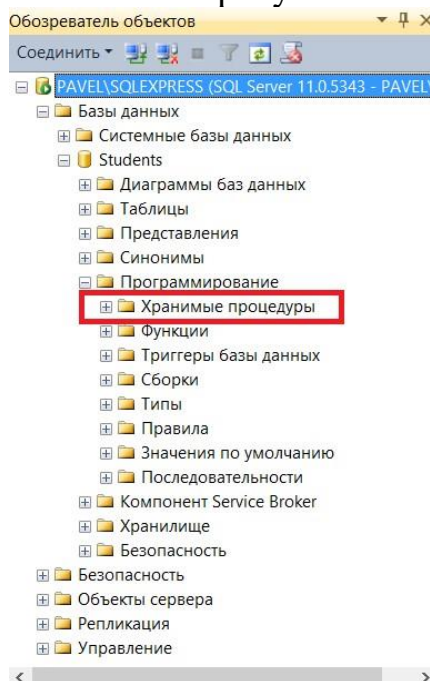 Обозреватель объектов
Соединить
PAVEL\SQLEXPRESS (SQL Server 11.0.5343 - PAVEL\
Базы данных
Системные базы данных
Students
Диаграммы баз данных
Таблицы
Представления
Синонимы
Программирование
Хранимые процедуры
Функции
Триггеры базы данных
Сборки
Типы
Правила
Значения по умолчанию
Последовательности
Компонент Service Broker
Хранилище
Безопасность
Безопасность
Объекты сервера
Репликация
Управление